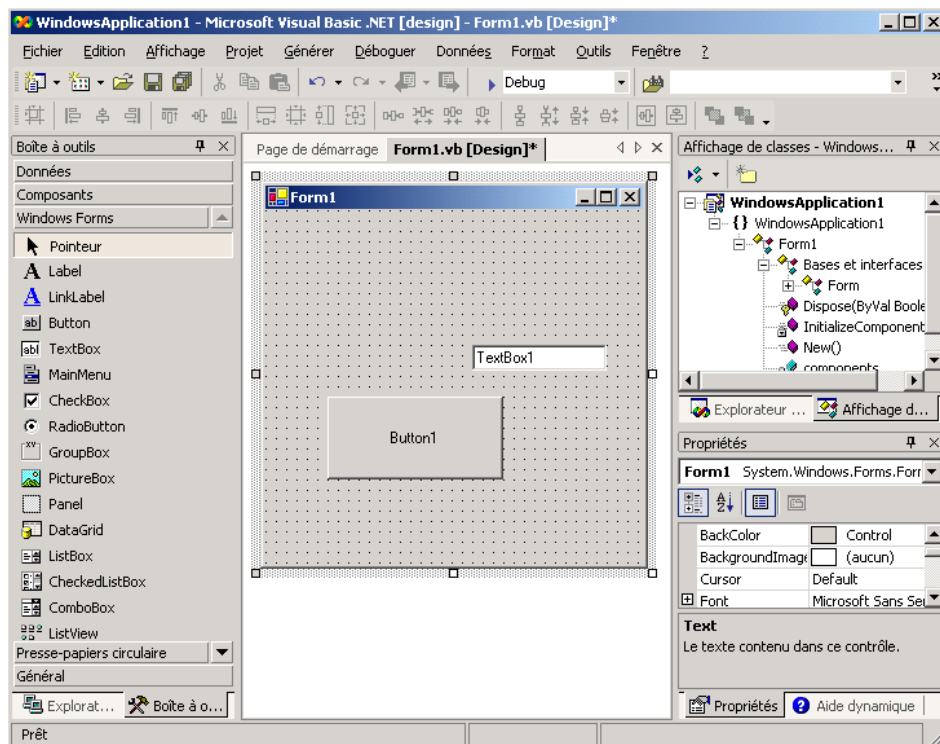 WindowsApplication1 - Microsoft Visual Basic .NET [design] - Form1.vb [Design]*
Fichier Edition Affichage Projet Générer Déboguer Données Format Outils Fenêtre ?
Debug
Boîte à outils
Données
Composants
Windows Forms
Pointeur
A Label
A LinkLabel
ab Button
abl TextBox
MainMenu
CheckBox
RadioButton
XY GroupBox
PictureBox
Panel
DataGrid
ListBox
CheckedListBox
ComboBox
ListView
Presse-papiers circulaire
Général
Explorat... Boîte à o...
Page de démarrage Form1.vb [Design]*
Form1
TextBox1
Button1
Affichage de classes - Windows...
WindowsApplication1
{} WindowsApplication1
Form1
Bases et interfaces
Form
Dispose(ByVal Boole
InitializeComponent
New()
components
Explorateur ... Affichage d...
Propriétés
Form1 System.Windows.Forms.Forr
BackColor Control
BackgroundImage (aucun)
Cursor Default
Font Microsoft Sans Ser
Text
Le texte contenu dans ce contrôle.
Propriétés Aide dynamique
Prêt